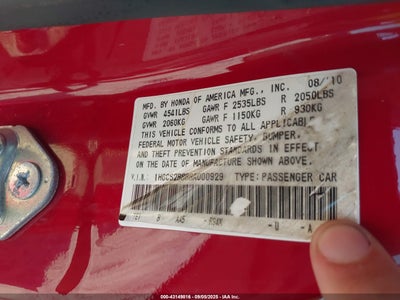 MFD. BY HONDA OF AMERICA MFG., INC. 08/10
GVWR 4541LBS GAWR F 2535LBS R 2050LBS
GVWR 2060KG GAWR F 1150KG R 930KG
THIS VEHICLE CONFORMS TO ALL APPLICABLE
FEDERAL MOTOR VEHICLE SAFETY, BUMPER,
AND THEFT PREVENTION STANDARDS IN EFFECT
ON THE DATE OF MANUFACTURE SHOWN ABOVE.
V.I.N.: TYPE: PASSENGER CAR
000-43149016 - 09/09/2025 - IAA Inc.